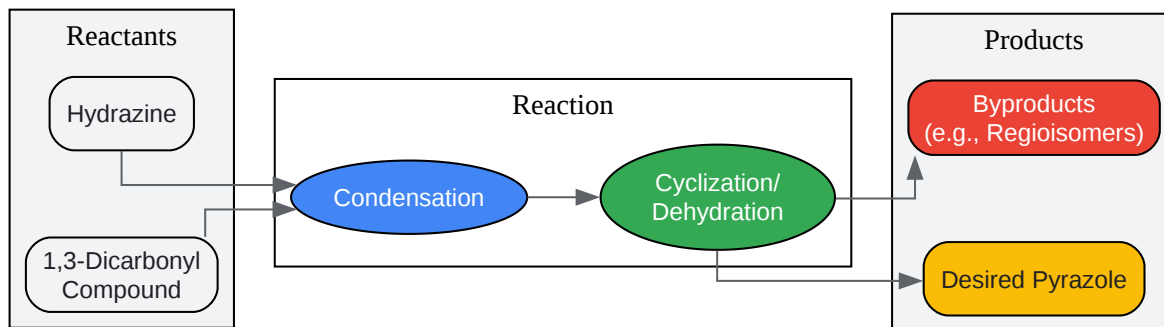 Reactants
Hydrazine
1,3-Dicarbonyl
Compound
Reaction
Condensation
Cyclization/
Dehydration
Products
Byproducts
(e.g., Regioisomers)
Desired Pyrazole